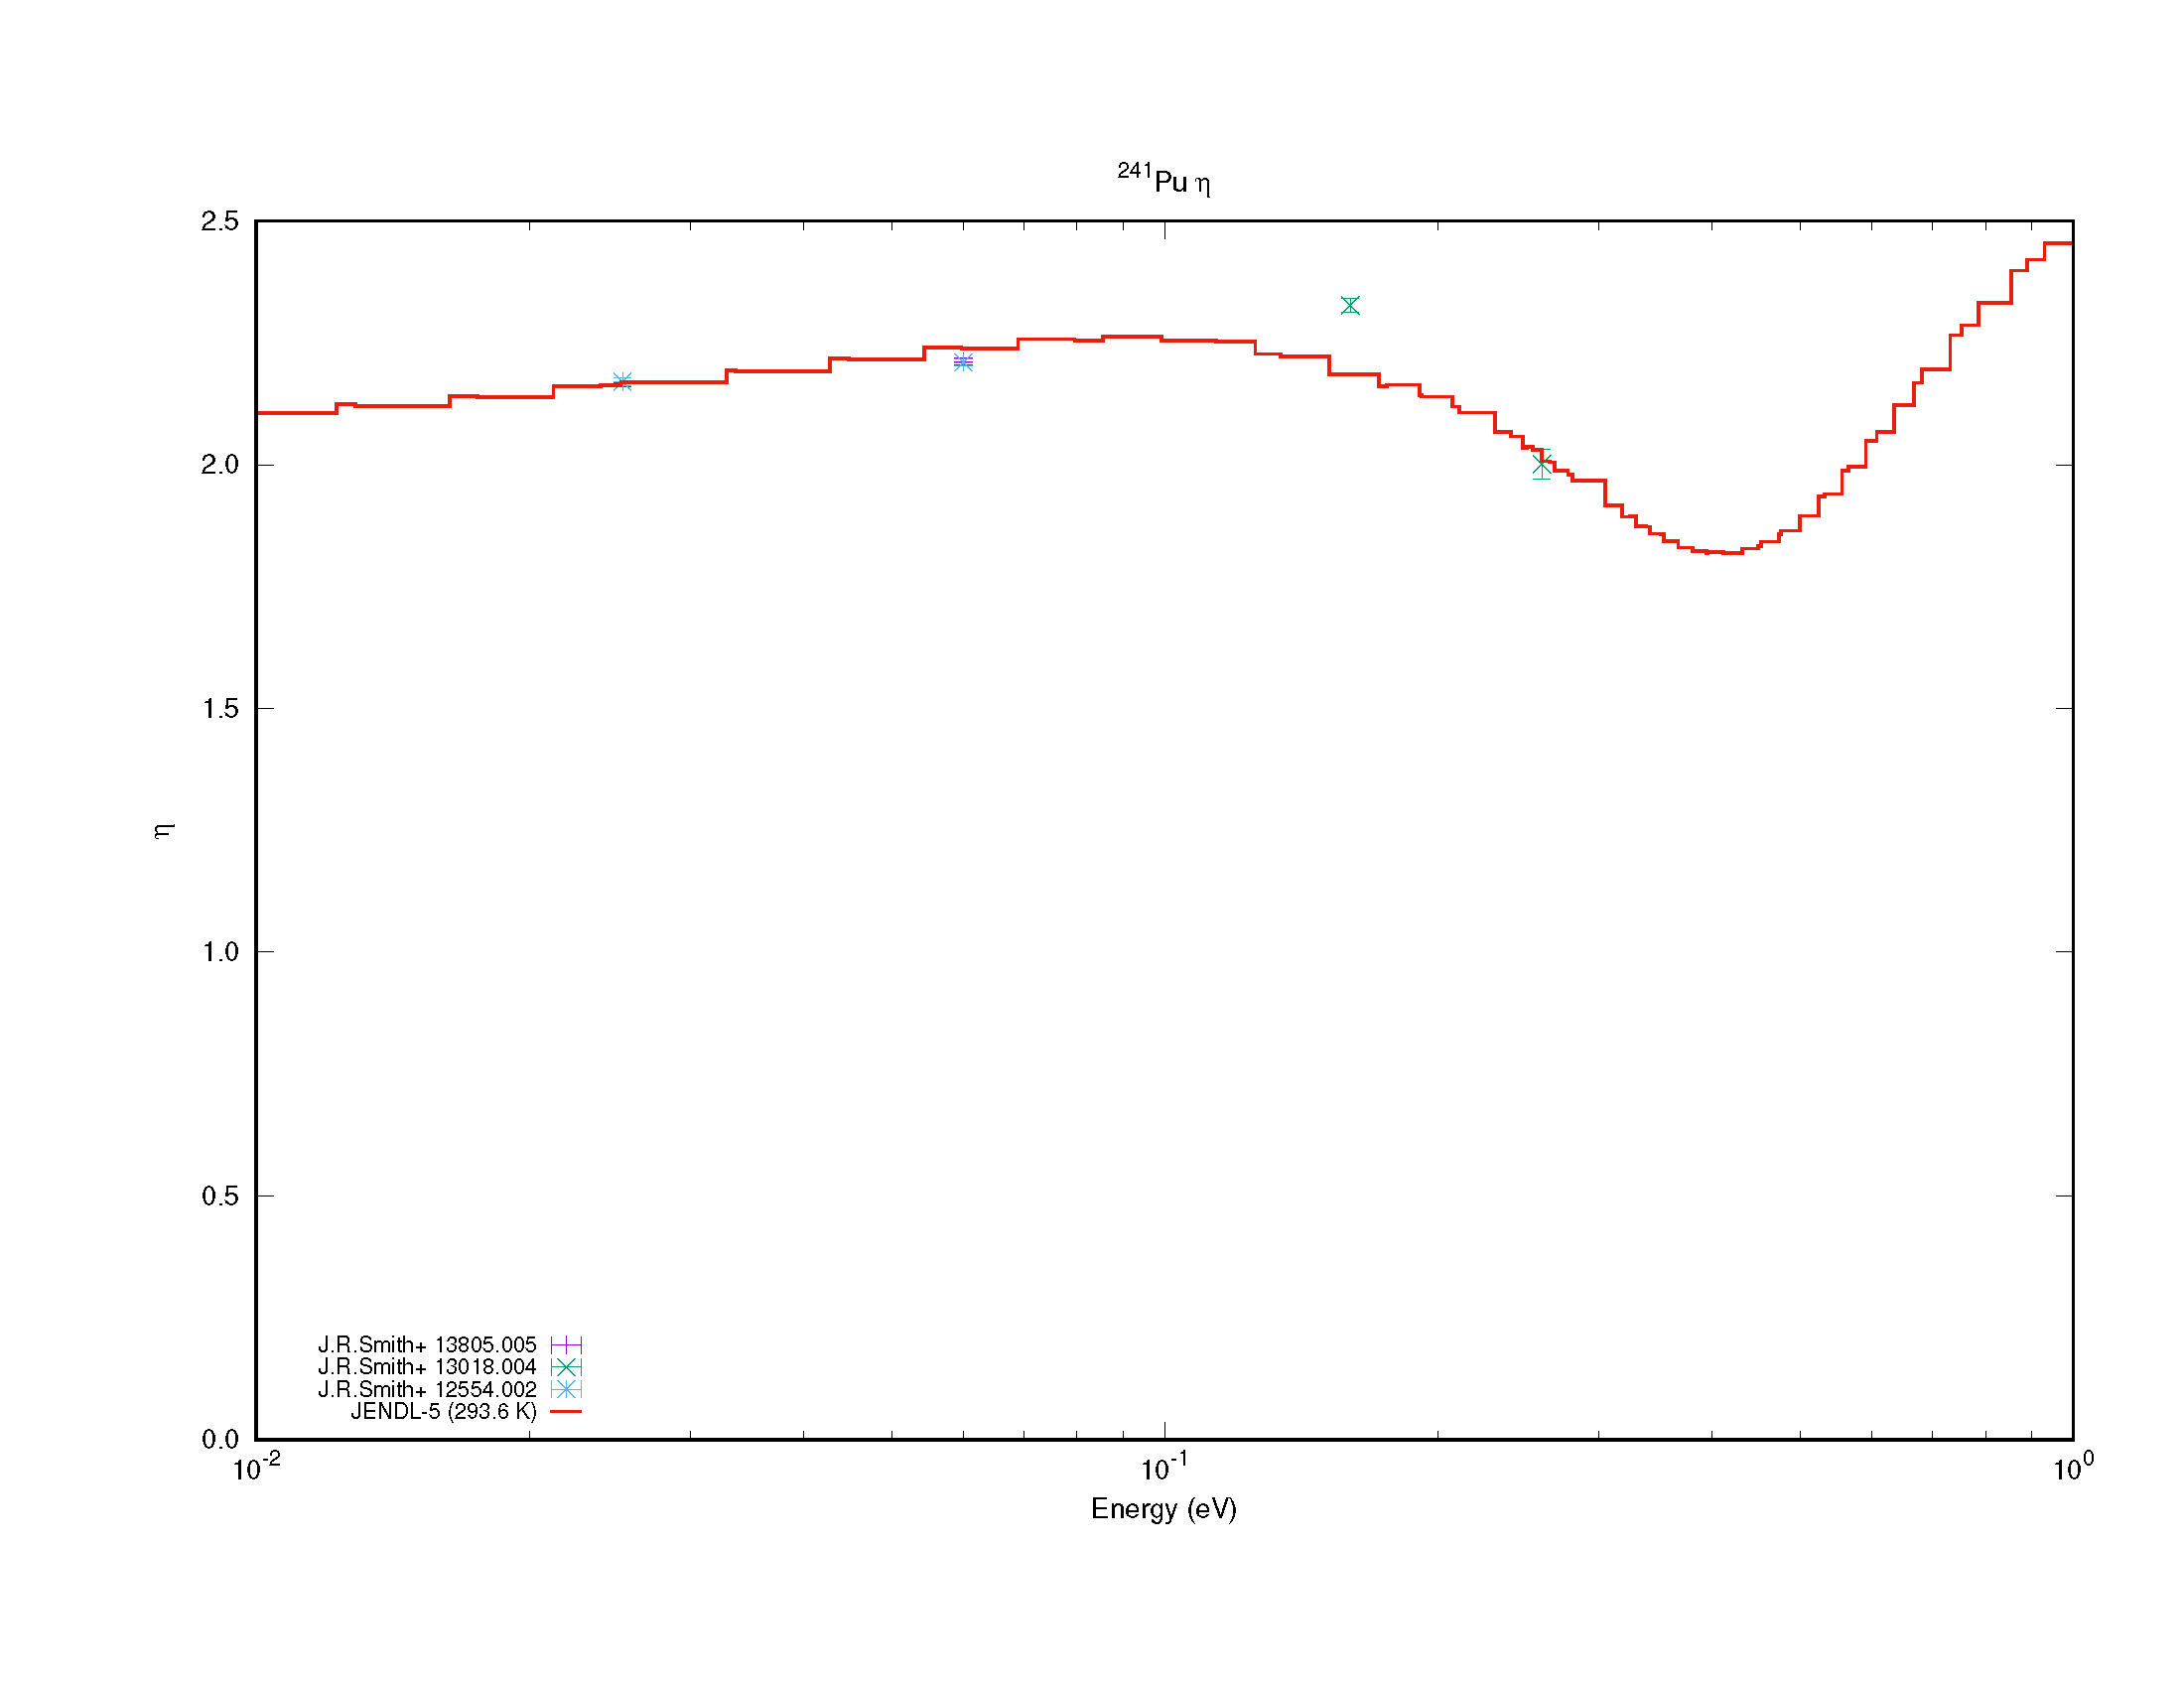 ²⁴¹Pu η
2.5
2.0
1.5
1.0
0.5
0.0
η
J.R.Smith+ 13805.005
J.R.Smith+ 13018.004
J.R.Smith+ 12554.002
JENDL-5 (293.6 K)
10⁻² 10⁻¹ 10⁰
Energy (eV)